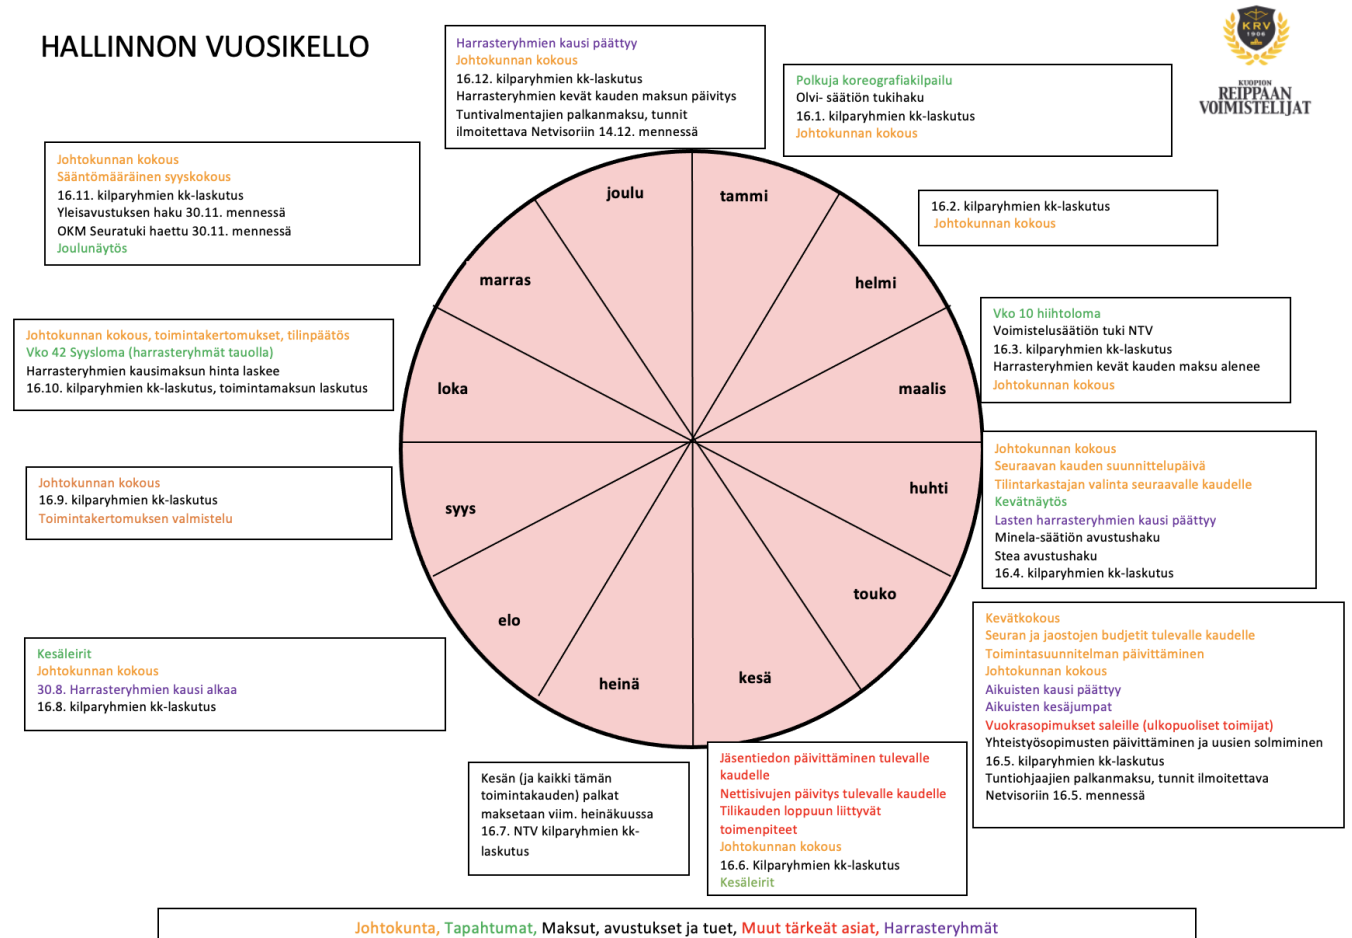 HALLINNON VUOSIKELLO
KRV
1906
KUOPION
REIPPAAN
VOIMISTELIJAT
Harrasteryhmien kausi päättyy
Johtokunnan kokous
16.12. kilparyhmien kk-laskutus
Harrasteryhmien kevät kauden maksun päivitys
Tuntivalmentajien palkanmaksu, tunnit
ilmoitettava Netvisoriin 14.12. mennessä
Polkuja koreografiakilpailu
Olvi- säätiön tukihaku
16.1. kilparyhmien kk-laskutus
Johtokunnan kokous
16.2. kilparyhmien kk-laskutus
Johtokunnan kokous
Vko 10 hiihtoloma
Voimistelusäätiön tuki NTV
16.3. kilparyhmien kk-laskutus
Harrasteryhmien kevät kauden maksu alenee
Johtokunnan kokous
Johtokunnan kokous
Seuraavan kauden suunnittelupäivä
Tilintarkastajan valinta seuraavalle kaudelle
Kevätnäytös
Lasten harrasteryhmien kausi päättyy
Minela-säätiön avustushaku
Stea avustushaku
16.4. kilparyhmien kk-laskutus
Kevätkokous
Seuran ja jaostojen budjetit tulevalle kaudelle
Toimintasuunnitelman päivittäminen
Johtokunnan kokous
Aikuisten kausi päättyy
Aikuisten kesäjumpat
Vuokrasopimukset saleille (ulkopuoliset toimijat)
Yhteistyösopimusten päivittäminen ja uusien solmiminen
16.5. kilparyhmien kk-laskutus
Tuntiohjaajien palkanmaksu, tunnit ilmoitettava
Netvisoriin 16.5. mennessä
Jäsentiedon päivittäminen tulevalle
kaudelle
Nettisivujen päivitys tulevalle kaudelle
Tilikauden loppuun liittyvät
toimenpiteet
Johtokunnan kokous
16.6. Kilparyhmien kk-laskutus
Kesäleirit
Kesän (ja kaikki tämän
toimintakauden) palkat
maksetaan viim. heinäkuussa
16.7. NTV kilparyhmien kk-
laskutus
Kesäleirit
Johtokunnan kokous
30.8. Harrasteryhmien kausi alkaa
16.8. kilparyhmien kk-laskutus
Johtokunnan kokous
16.9. kilparyhmien kk-laskutus
Toimintakertomuksen valmistelu
Johtokunnan kokous, toimintakertomukset, tilinpäätös
Vko 42 Syysloma (harrasteryhmät tauolla)
Harrasteryhmien kausimaksun hinta laskee
16.10. kilparyhmien kk-laskutus, toimintamaksun laskutus
Johtokunnan kokous
Sääntömääräinen syyskokous
16.11. kilparyhmien kk-laskutus
Yleisavustuksen haku 30.11. mennessä
OKM Seuratuki haettu 30.11. mennessä
Joulunäytös
tammi
helmi
maalis
huhti
touko
kesä
heinä
elo
syys
loka
marras
joulu
Johtokunta, Tapahtumat, Maksut, avustukset ja tuet, Muut tärkeät asiat, Harrasteryhmät